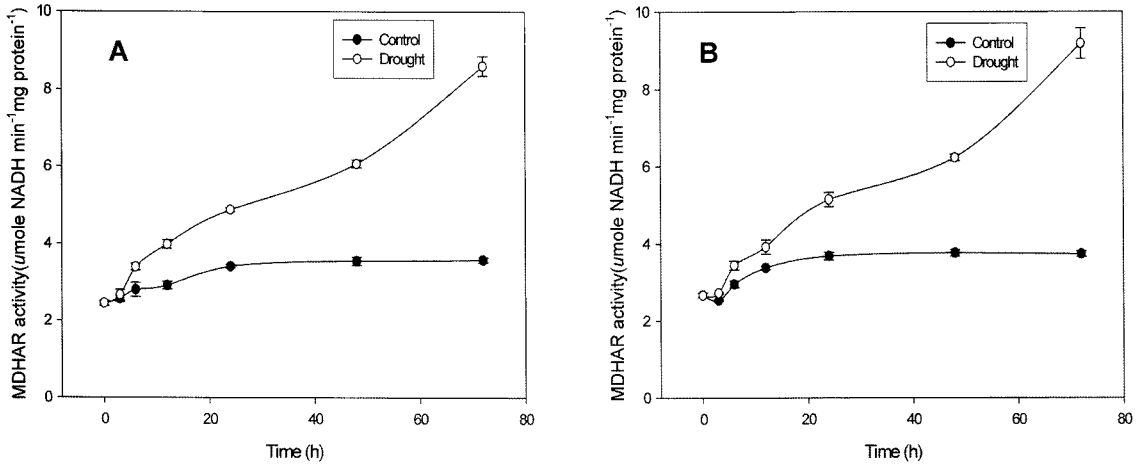 A
Control
Drought
10
8
6
4
2
0
MDHAR activity(umole NADH min⁻¹mg protein⁻¹)
0
20
40
60
80
Time (h)
B
Control
Drought
10
8
6
4
2
0
MDHAR activity(umole NADH min⁻¹mg protein⁻¹)
0
20
40
60
80
Time (h)